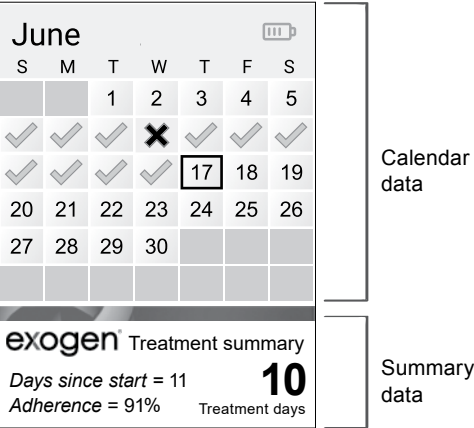 June
S M T W T F S
1 2 3 4 5
17 18 19
20 21 22 23 24 25 26
27 28 29 30
Calendar
data
exogen Treatment summary
Days since start = 11
Adherence = 91%
10
Treatment days
Summary
data